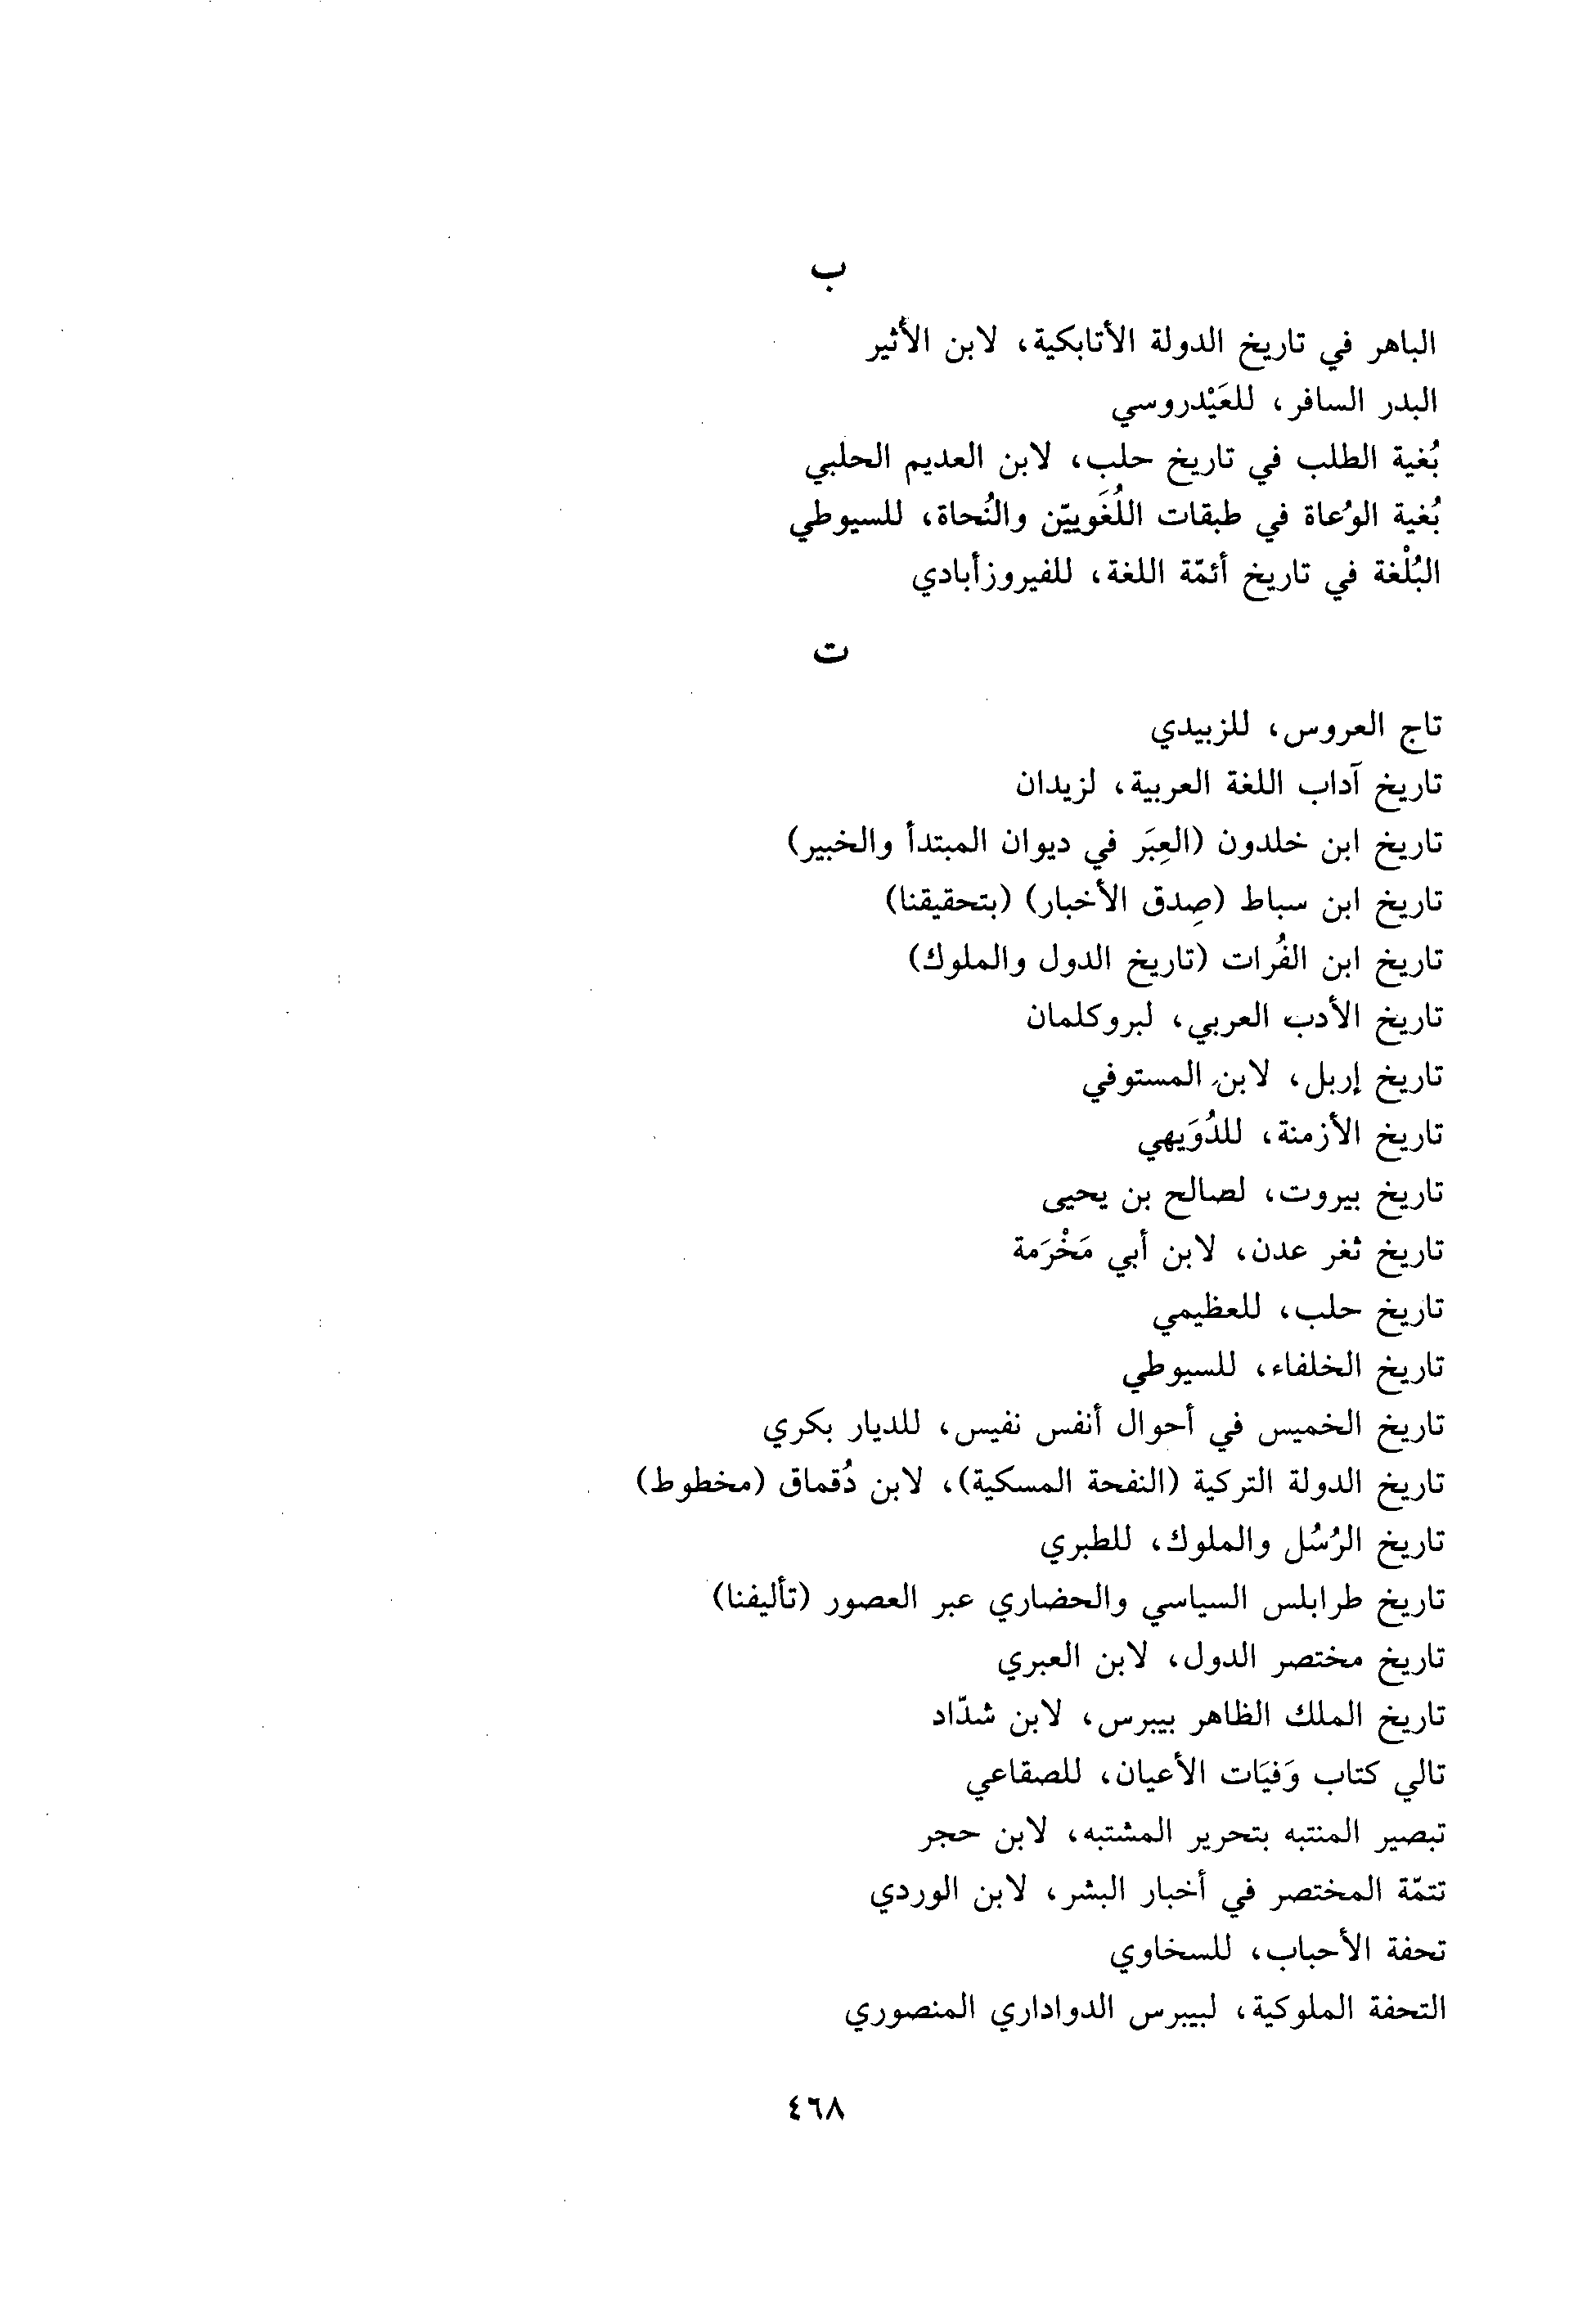 ب
الباهر في تاريخ الدولة الأتابكية، لابن الأثير
البدر السافر، للعَيْدروسي
بُغية الطلب في تاريخ حلب، لابن العديم الحلبي
بُغية الوُعاة في طبقات اللُغَوييّن والنُحاة، للسيوطي
البُلْغة في تاريخ أئمّة اللغة، للفيروزأبادي
ت
تاج العروس، للزبيدي
تاريخ آداب اللغة العربية، لزيدان
تاريخ ابن خلدون (العِبَر في ديوان المبتدأ والخبير)
تاريخ ابن سباط (صِدق الأخبار) (بتحقيقنا)
تاريخ ابن الفُرات (تاريخ الدول والملوك)
تاريخ الأدب العربي، لبروكلمان
تاريخ إربل، لابن المستوفي
تاريخ الأزمنة، للدُوَيهي
تاريخ بيروت، لصالح بن يحيى
تاريخ ثغر عدن، لابن أبي مَخْرَمة
تاريخ حلب، للعظيمي
تاريخ الخلفاء، للسيوطي
تاريخ الخميس في أحوال أنفس نفيس، للديار بكري
تاريخ الدولة التركية (النفحة المسكية)، لابن دُقماق (مخطوط)
تاريخ الرُسُل والملوك، للطبري
تاريخ طرابلس السياسي والحضاري عبر العصور (تأليفنا)
تاريخ مختصر الدول، لابن العبري
تاريخ الملك الظاهر بيبرس، لابن شدّاد
تالي كتاب وَفيَات الأعيان، للصقاعي
تبصير المنتبه بتحرير المشتبه، لابن حجر
تتمّة المختصر في أخبار البشر، لابن الوردي
تحفة الأحباب، للسخاوي
التحفة الملوكية، لبيبرس الدواداري المنصوري
٤٦٨